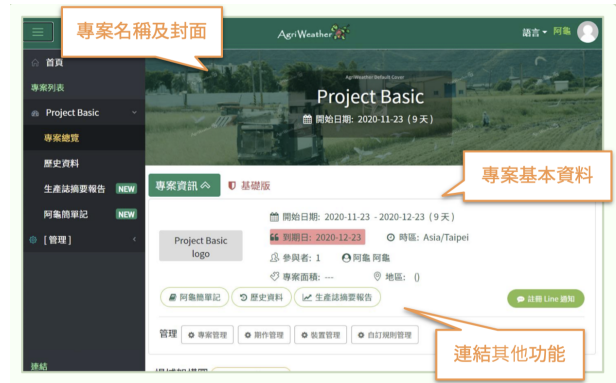 專案名稱及封面
AgriWeather
語言
阿龜
首頁
專案列表
Project Basic
專案總覽
歷史資料
生產誌摘要報告 NEW
阿龜簡單記 NEW
[ 管理 ]
連結
AgriWeather Default Cover
Project Basic
開始日期: 2020-11-23 (9天)
專案資訊
基礎版
專案基本資料
Project Basic
logo
開始日期: 2020-11-23 - 2020-12-23 (9天)
到期日: 2020-12-23
時區: Asia/Taipei
參與者: 1
阿龜 阿龜
專案面積: ---
地區: ()
阿龜簡單記
歷史資料
生產誌摘要報告
註冊 Line 通知
管理
專案管理
期作管理
裝置管理
自訂規則管理
連結其他功能